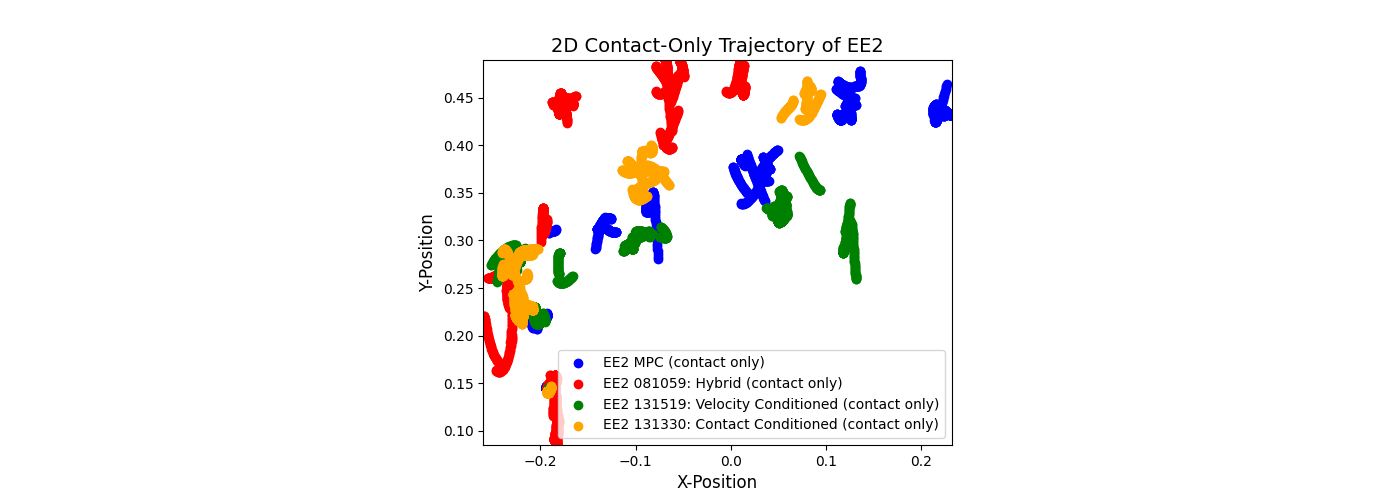 2D Contact-Only Trajectory of EE2
Y-Position
0.45
0.40
0.35
0.30
0.25
0.20
0.15
0.10
EE2 MPC (contact only)
EE2 081059: Hybrid (contact only)
EE2 131519: Velocity Conditioned (contact only)
EE2 131330: Contact Conditioned (contact only)
−0.2 −0.1 0.0 0.1 0.2
X-Position